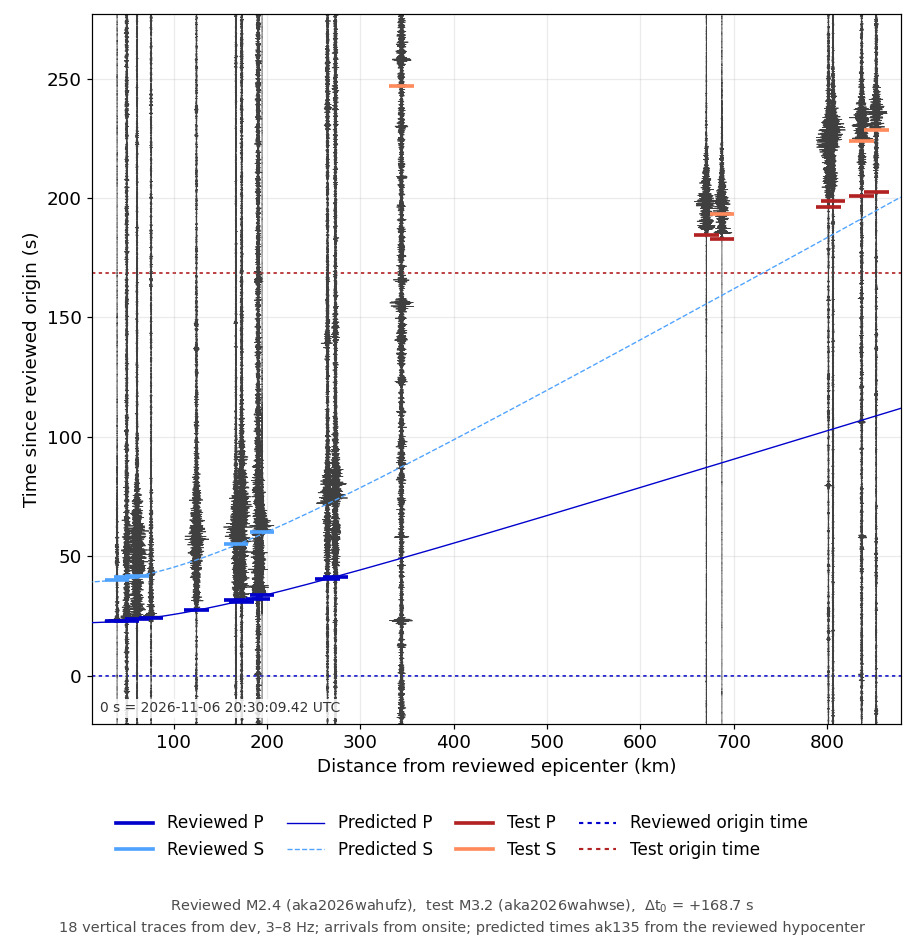 Time since reviewed origin (s)
250
200
150
100
50
0
0 s = 2026-11-06 20:30:09.42 UTC
100 200 300 400 500 600 700 800
Distance from reviewed epicenter (km)
Reviewed P Predicted P Test P Reviewed origin time
Reviewed S Predicted S Test S Test origin time
Reviewed M2.4 (aka2026wahufz), test M3.2 (aka2026wahwse), Δt₀ = +168.7 s
18 vertical traces from dev, 3–8 Hz; arrivals from onsite; predicted times ak135 from the reviewed hypocenter